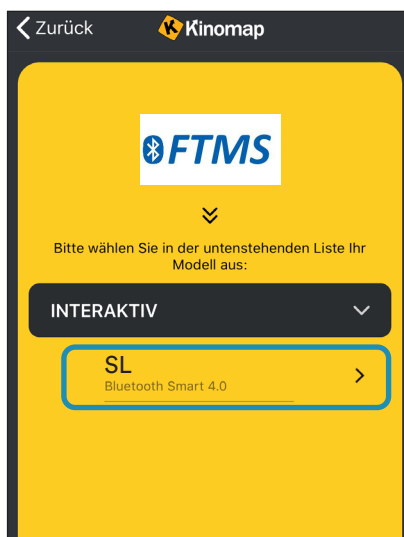 Zurück
Kinomap
FTMS
Bitte wählen Sie in der untenstehenden Liste Ihr
Modell aus:
INTERAKTIV
SL
Bluetooth Smart 4.0